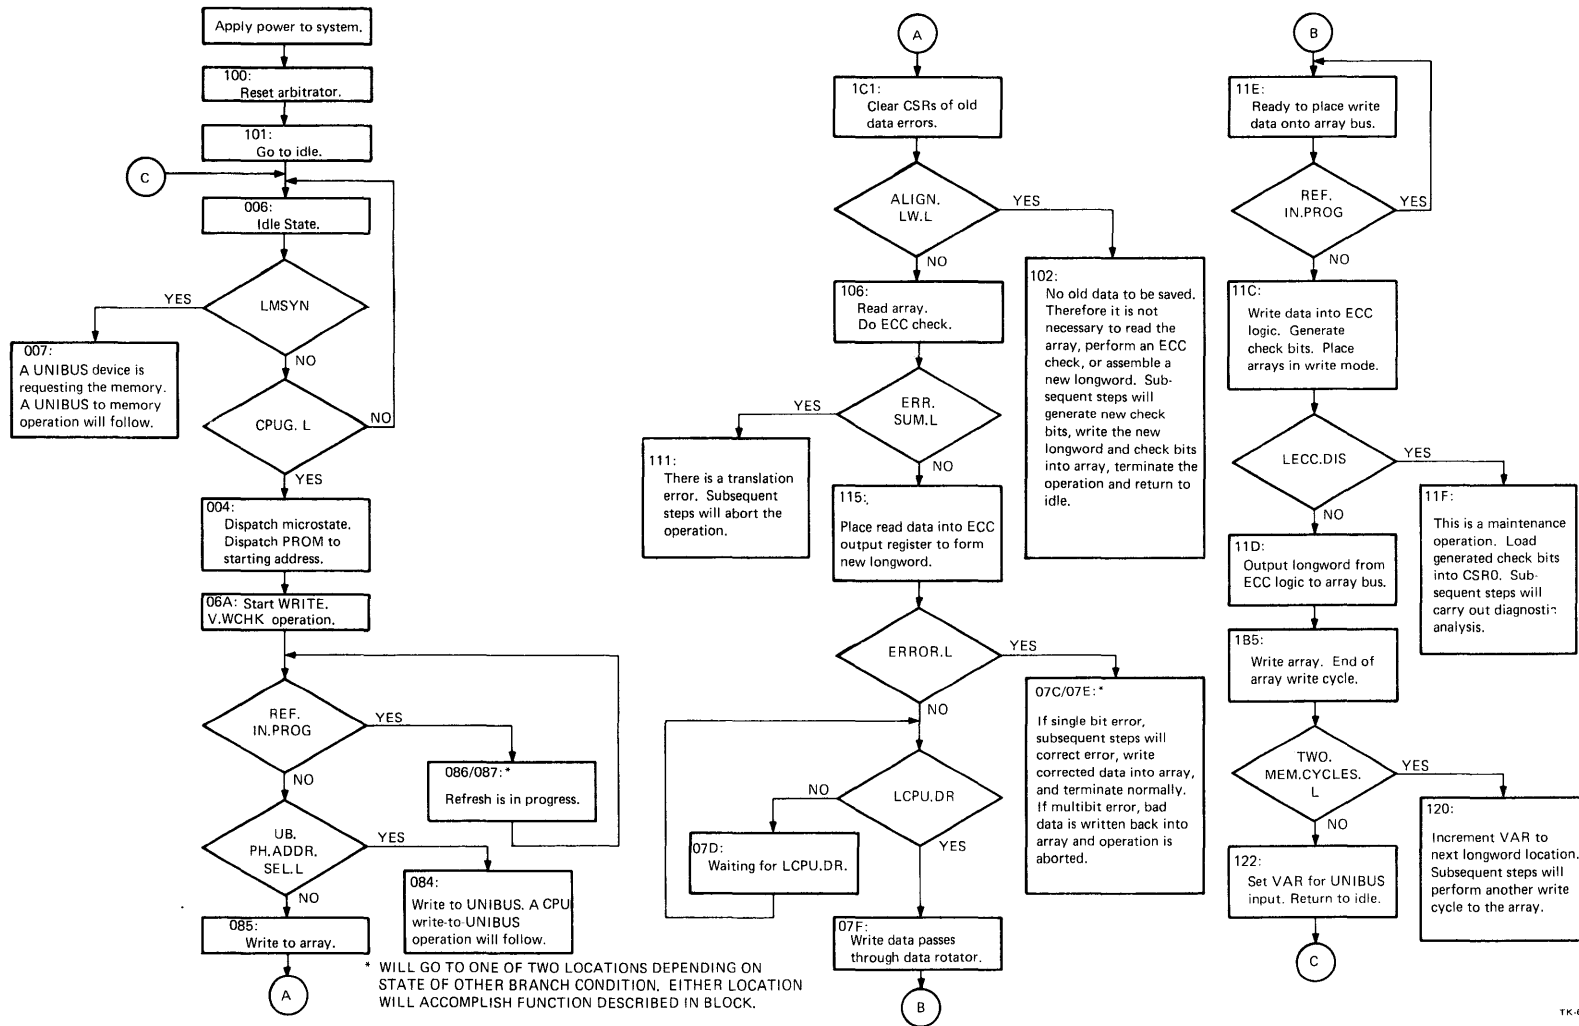 Apply power to system.
100:
Reset arbitrator.
101:
Go to idle.
C
006:
Idle State.
YES
LMSYN
007:
A UNIBUS device is
requesting the memory.
A UNIBUS to memory
operation will follow.
NO
CPUG. L
NO
YES
004:
Dispatch microstate.
Dispatch PROM to
starting address.
06A: Start WRITE.
V.WCHK operation.
REF.
IN.PROG
YES
086/087: *
Refresh is in progress.
NO
UB.
PH.ADDR.
SEL.L
YES
084:
Write to UNIBUS. A CPU
write-to-UNIBUS
operation will follow.
NO
085:
Write to array.
A
* WILL GO TO ONE OF TWO LOCATIONS DEPENDING ON
STATE OF OTHER BRANCH CONDITION. EITHER LOCATION
WILL ACCOMPLISH FUNCTION DESCRIBED IN BLOCK.
A
1C1:
Clear CSRs of old
data errors.
ALIGN.
LW.L
YES
102:
No old data to be saved.
Therefore it is not
necessary to read the
array, perform an ECC
check, or assemble a
new longword. Sub-
sequent steps will
generate new check
bits, write the new
longword and check bits
into array, terminate the
operation and return to
idle.
NO
106:
Read array.
Do ECC check.
YES
ERR.
SUM.L
111:
There is a translation
error. Subsequent
steps will abort the
operation.
NO
115:
Place read data into ECC
output register to form
new longword.
ERROR.L
YES
07C/07E: *
If single bit error,
subsequent steps will
correct error, write
corrected data into array,
and terminate normally.
If multibit error, bad
data is written back into
array and operation is
aborted.
NO
NO
LCPU.DR
07D:
Waiting for LCPU.DR.
YES
07F:
Write data passes
through data rotator.
B
B
11E:
Ready to place write
data onto array bus.
REF.
IN.PROG
YES
NO
11C:
Write data into ECC
logic. Generate
check bits. Place
arrays in write mode.
LECC.DIS
YES
11F:
This is a maintenance
operation. Load
generated check bits
into CSR0. Sub-
sequent steps will
carry out diagnostic
analysis.
NO
11D:
Output longword from
ECC logic to array bus.
1B5:
Write array. End of
array write cycle.
TWO.
MEM.CYCLES.
L
YES
120:
Increment VAR to
next longword location.
Subsequent steps will
perform another write
cycle to the array.
NO
122:
Set VAR for UNIBUS
input. Return to idle.
C